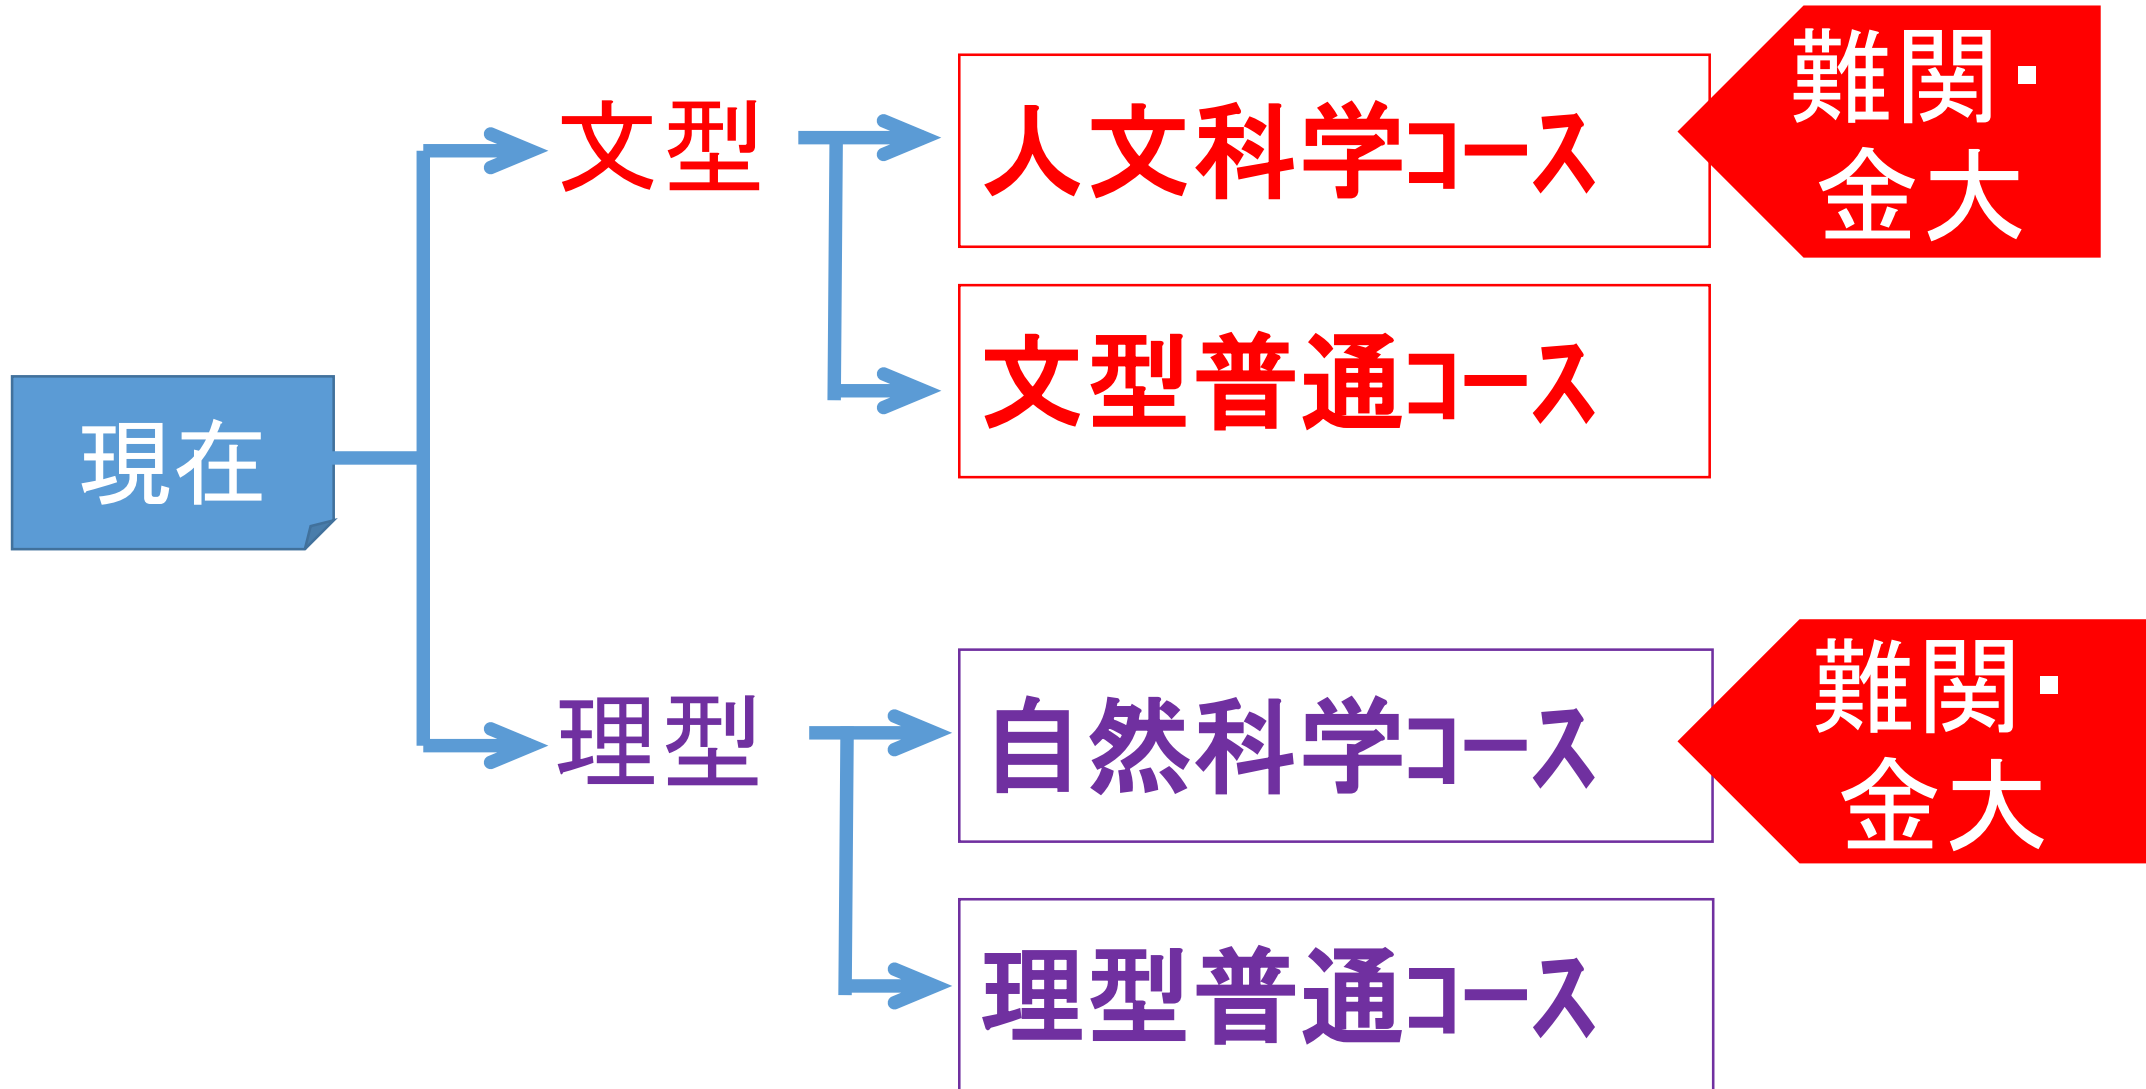 現在
文型
人文科学コース
難関・
金大
文型普通コース
理型
自然科学コース
難関・
金大
理型普通コース